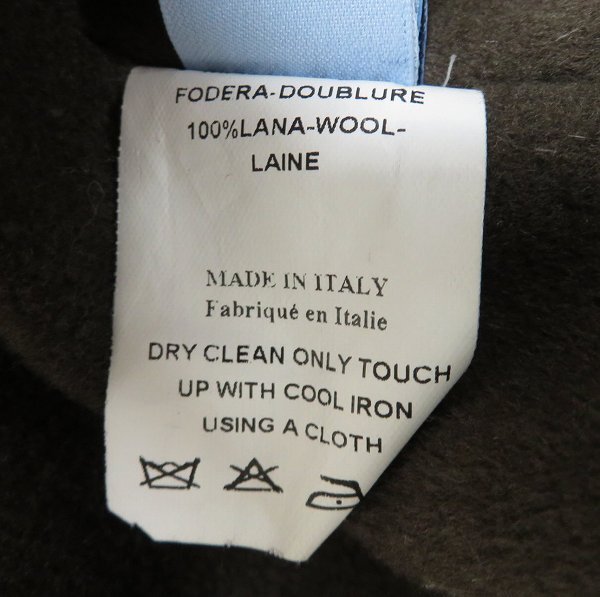 FODERA-DOUBLURE
100%LANA-WOOL-
LAINE
MADE IN ITALY
Fabriqué en Italie
DRY CLEAN ONLY TOUCH
UP WITH COOL IRON
USING A CLOTH